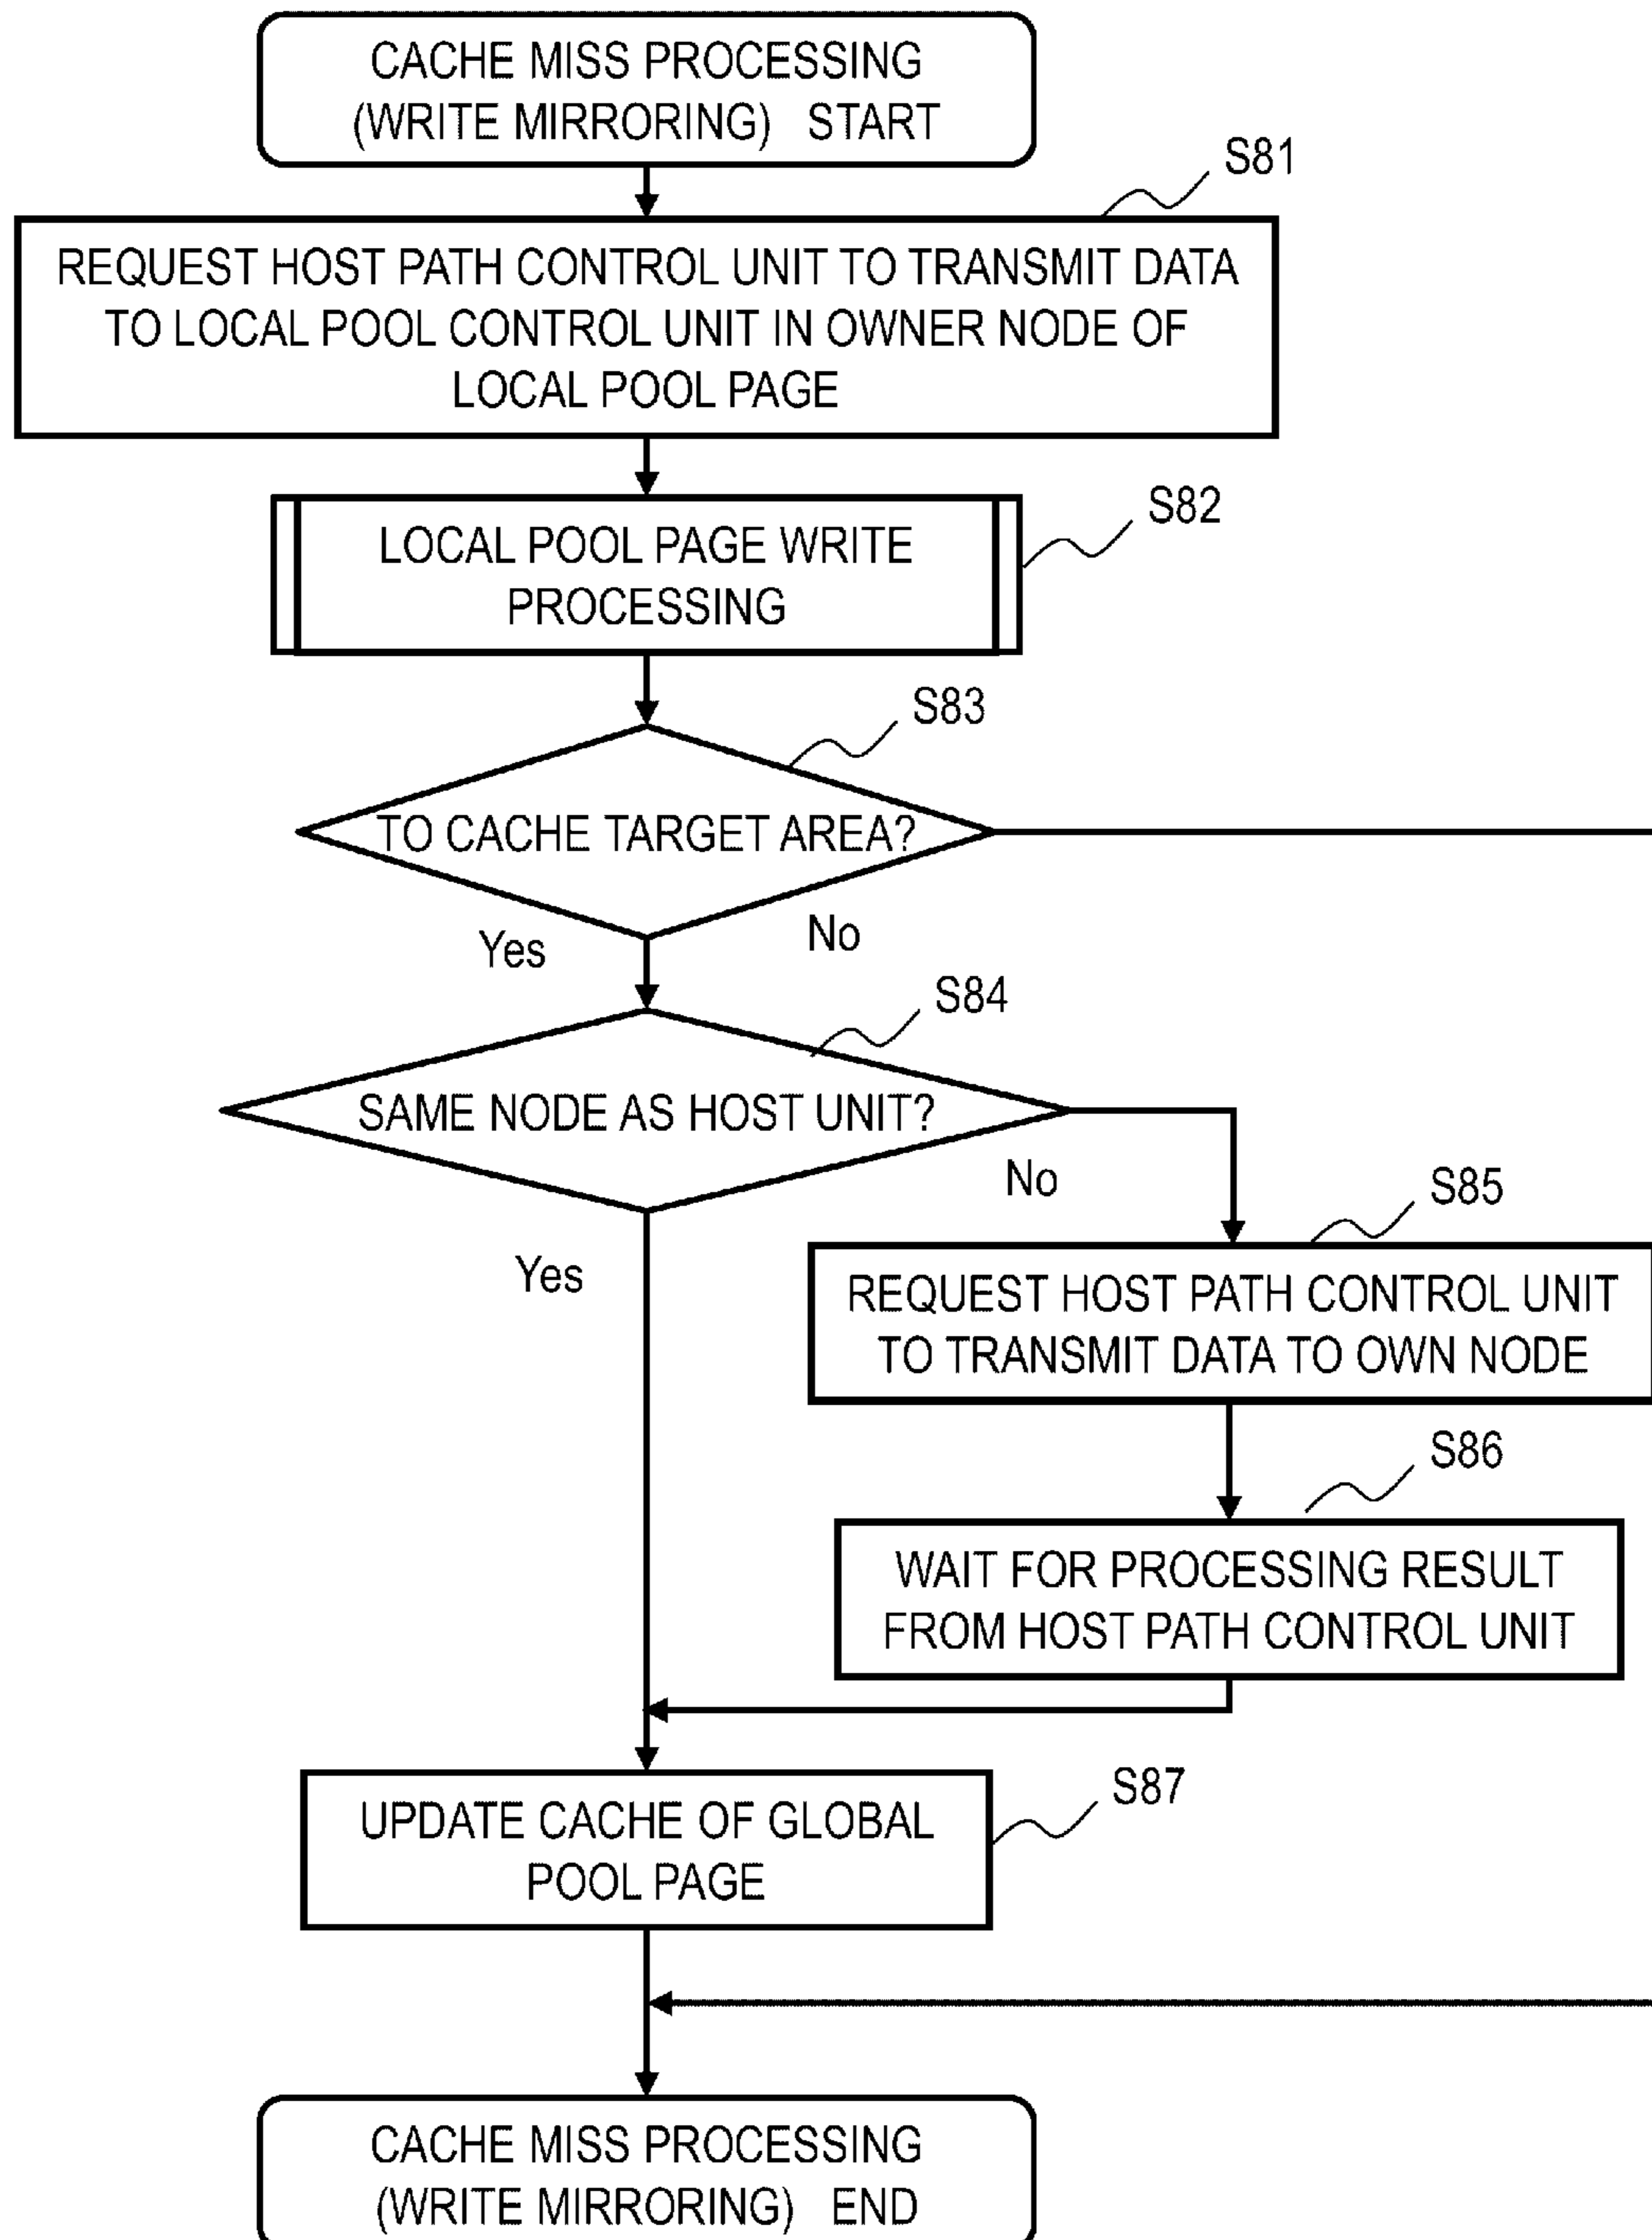 CACHE MISS PROCESSING
(WRITE MIRRORING) START
S81
REQUEST HOST PATH CONTROL UNIT TO TRANSMIT DATA
TO LOCAL POOL CONTROL UNIT IN OWNER NODE OF
LOCAL POOL PAGE
S82
LOCAL POOL PAGE WRITE
PROCESSING
S83
TO CACHE TARGET AREA?
Yes
No
S84
SAME NODE AS HOST UNIT?
No
Yes
S85
REQUEST HOST PATH CONTROL UNIT
TO TRANSMIT DATA TO OWN NODE
S86
WAIT FOR PROCESSING RESULT
FROM HOST PATH CONTROL UNIT
S87
UPDATE CACHE OF GLOBAL
POOL PAGE
CACHE MISS PROCESSING
(WRITE MIRRORING) END